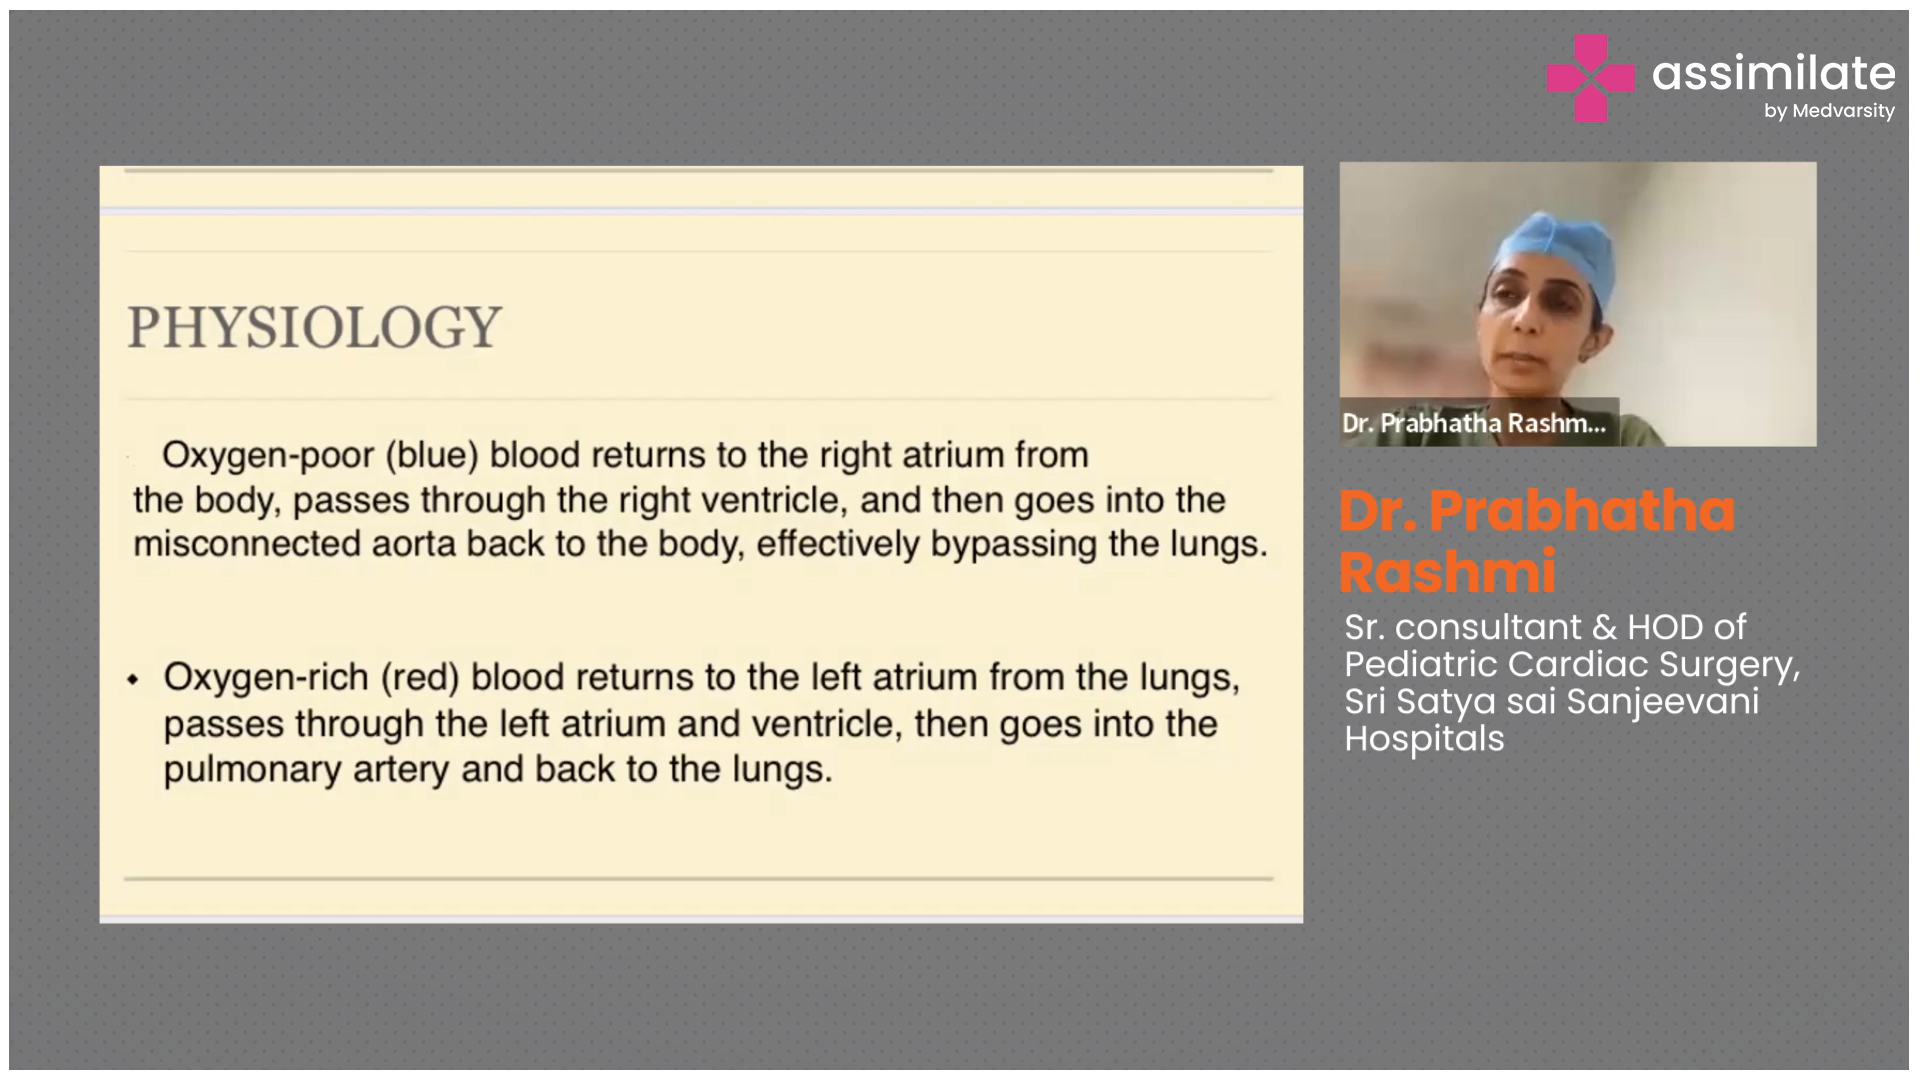 assimilate
by Medvarsity
PHYSIOLOGY
Oxygen-poor (blue) blood returns to the right atrium from
the body, passes through the right ventricle, and then goes into the
misconnected aorta back to the body, effectively bypassing the lungs.
• Oxygen-rich (red) blood returns to the left atrium from the lungs,
passes through the left atrium and ventricle, then goes into the
pulmonary artery and back to the lungs.
Dr. Prabhatha Rashm...
Dr. Prabhatha
Rashmi
Sr. consultant & HOD of
Pediatric Cardiac Surgery,
Sri Satya sai Sanjeevani
Hospitals